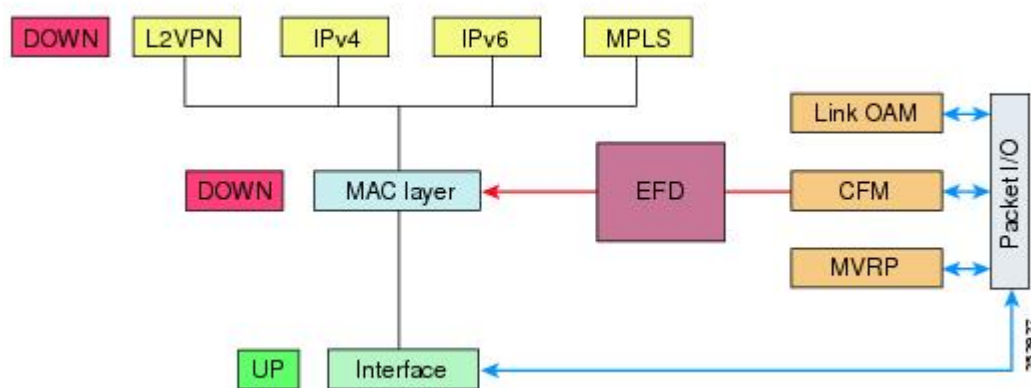 DOWN L2VPN IPv4 IPv6 MPLS
Link OAM
DOWN MAC layer EFD CFM
Packet I/O
MVRP
UP Interface